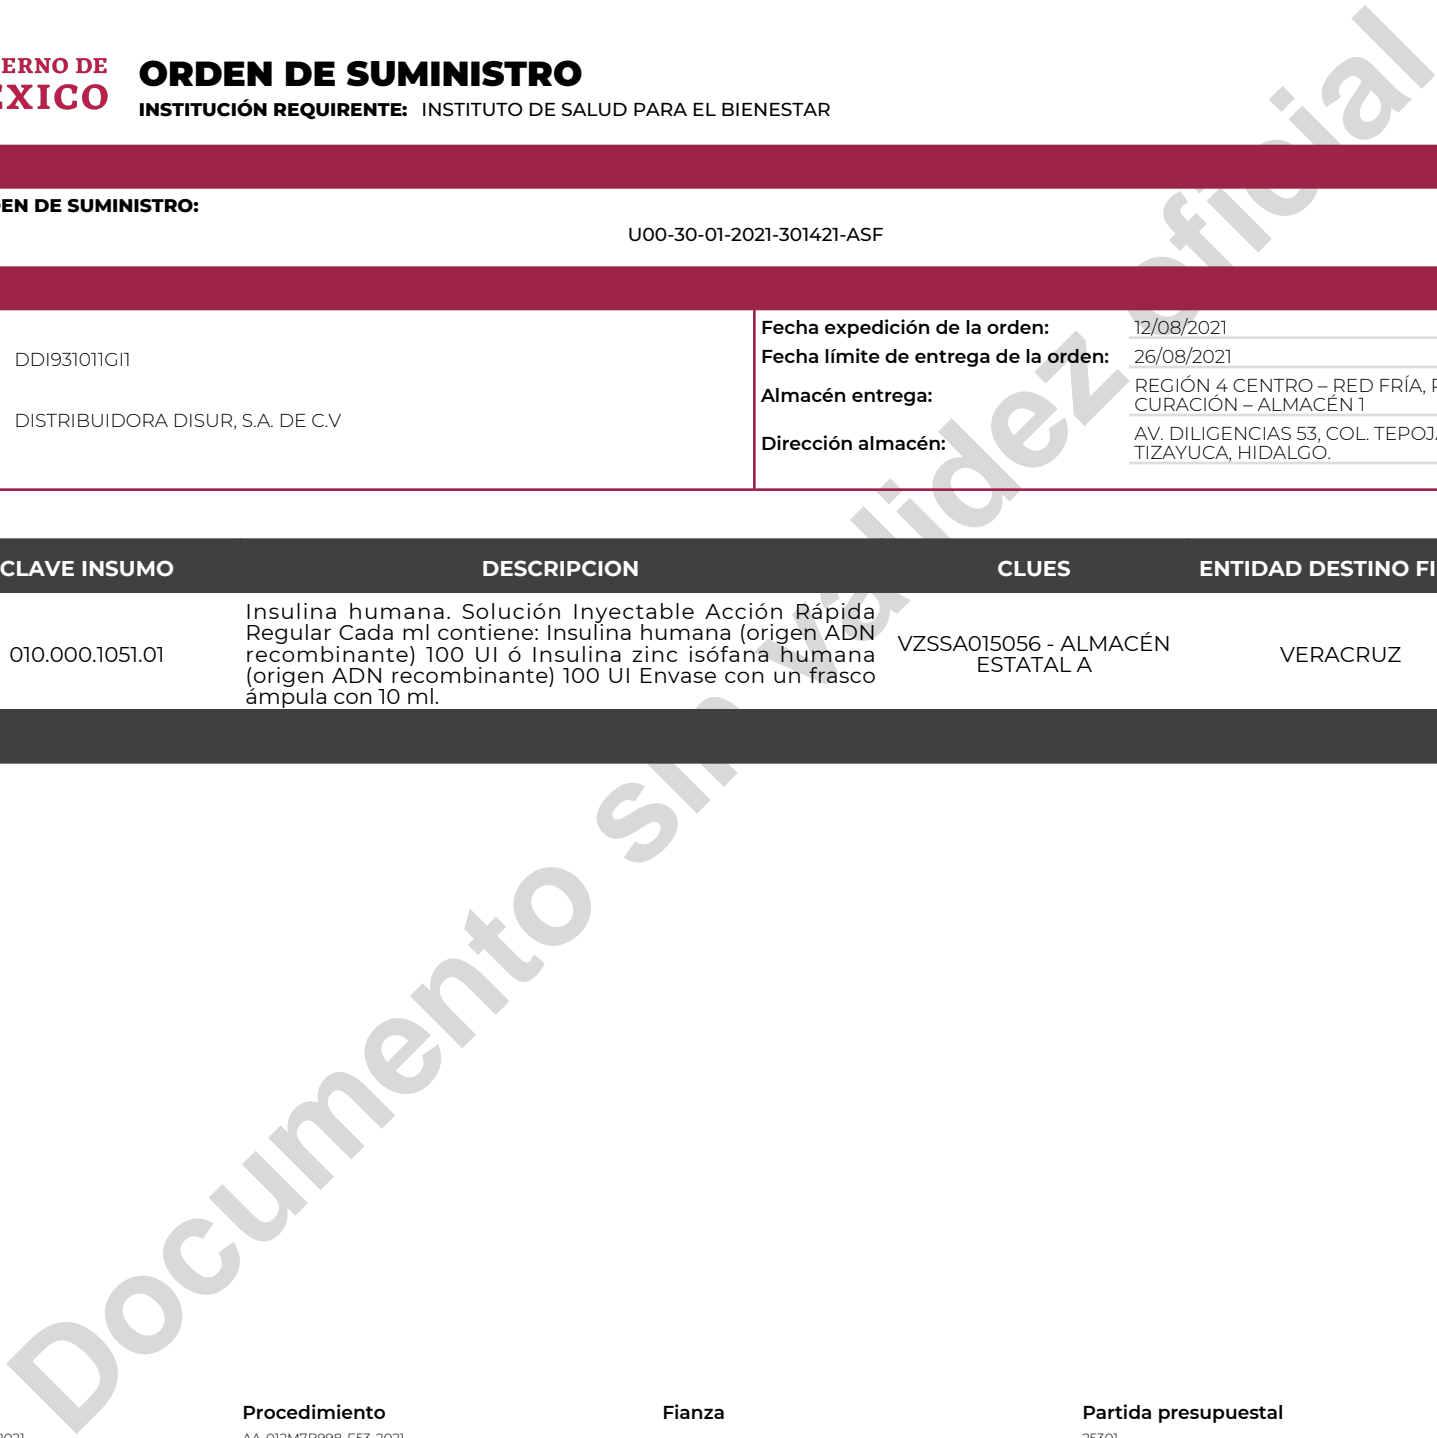 ERNO DE
EXICO
ORDEN DE SUMINISTRO
INSTITUCIÓN REQUIRENTE: INSTITUTO DE SALUD PARA EL BIENESTAR
EN DE SUMINISTRO:
U00-30-01-2021-301421-ASF
DDI931011GI1
DISTRIBUIDORA DISUR, S.A. DE C.V
Fecha expedición de la orden: 12/08/2021
Fecha límite de entrega de la orden: 26/08/2021
Almacén entrega: REGIÓN 4 CENTRO – RED FRÍA,
CURACIÓN – ALMACÉN 1
Dirección almacén: AV. DILIGENCIAS 53, COL. TEPOJA
TIZAYUCA, HIDALGO.
CLAVE INSUMO DESCRIPCION CLUES ENTIDAD DESTINO FI
010.000.1051.01
Insulina humana. Solución Inyectable Acción Rápida
Regular Cada ml contiene: Insulina humana (origen ADN
recombinante) 100 UI ó Insulina zinc isófana humana
(origen ADN recombinante) 100 UI Envase con un frasco
ámpula con 10 ml.
VZSSA015056 - ALMACÉN
ESTATAL A
VERACRUZ
Documento sin validez oficial
Procedimiento Fianza Partida presupuestal